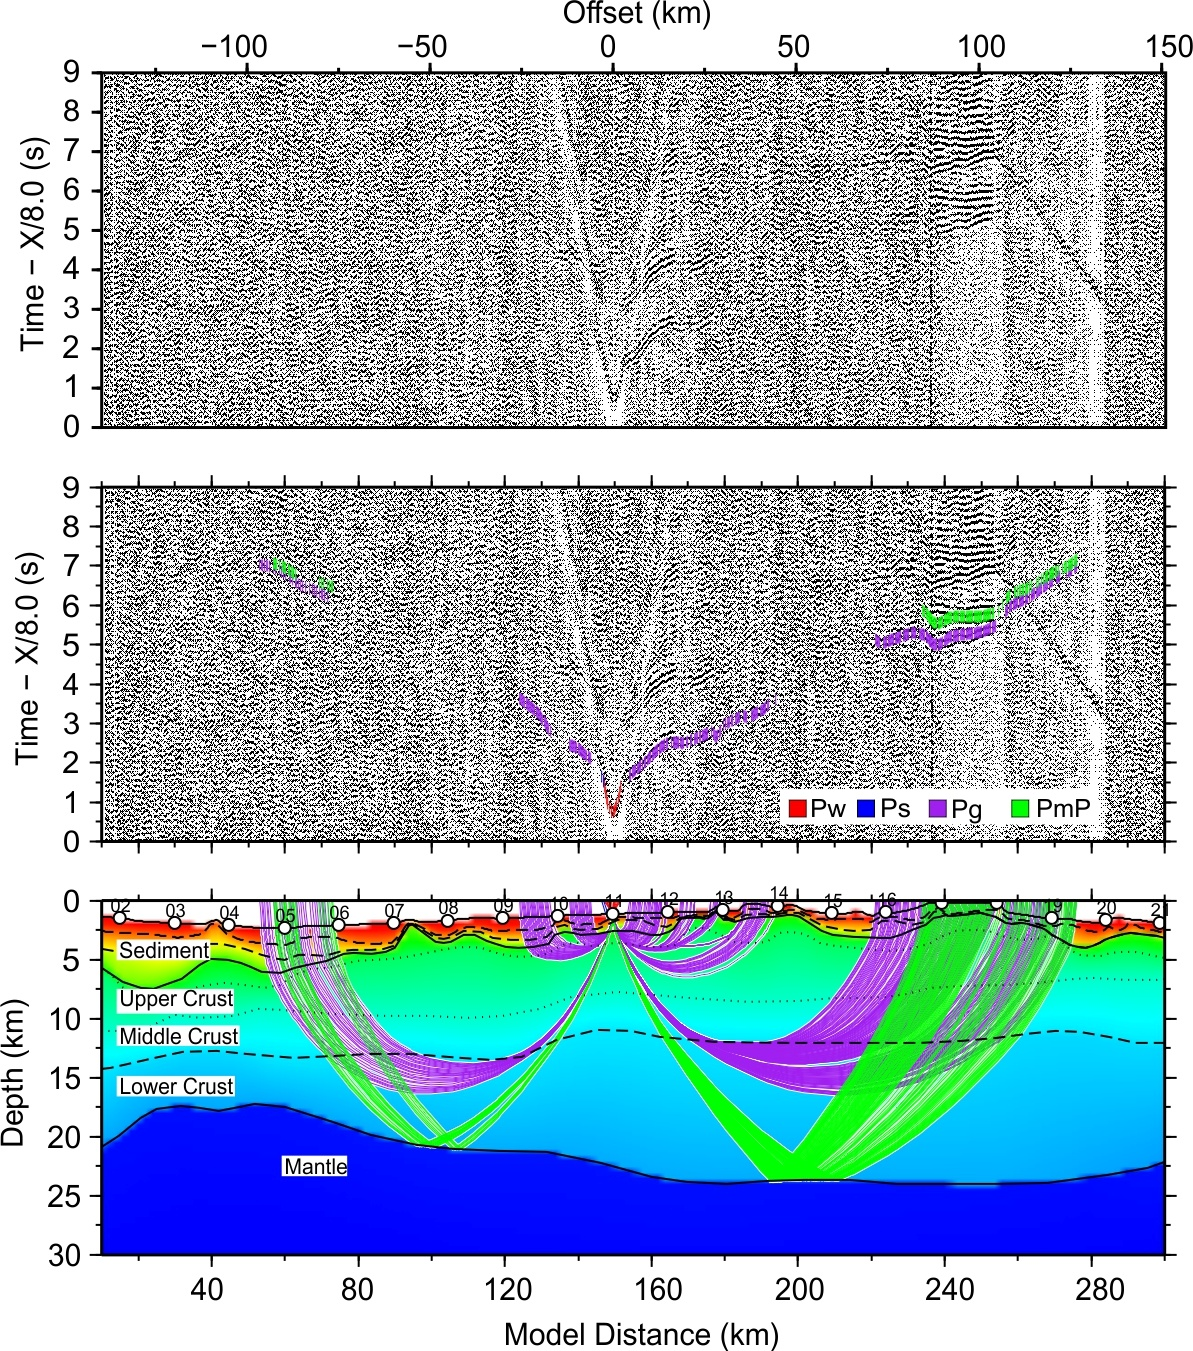 Offset (km)
−100 −50 0 50 100 150
9
8
7
6
5
4
3
2
1
0
Time − X/8.0 (s)
9
8
7
6
5
4
3
2
1
0
Time − X/8.0 (s)
Pw Ps Pg PmP
02 03 04 05 06 07 08 09 10 11 12 13 14 15 16 19 20
0
5
10
15
20
25
30
Depth (km)
Sediment
Upper Crust
Middle Crust
Lower Crust
Mantle
40 80 120 160 200 240 280
Model Distance (km)